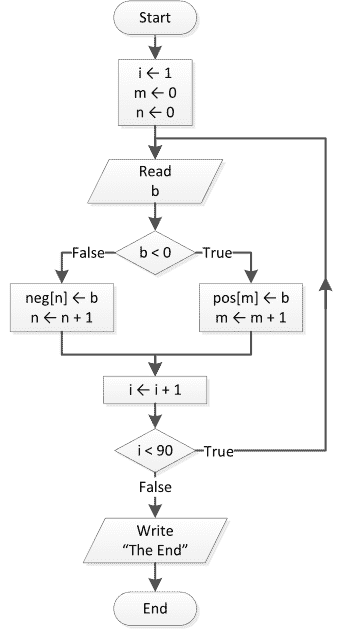 Start
i ← 1
m ← 0
n ← 0
Read
b
False
b < 0
True
neg[n] ← b
n ← n + 1
pos[m] ← b
m ← m + 1
i ← i + 1
i < 90
True
False
Write
“The End”
End